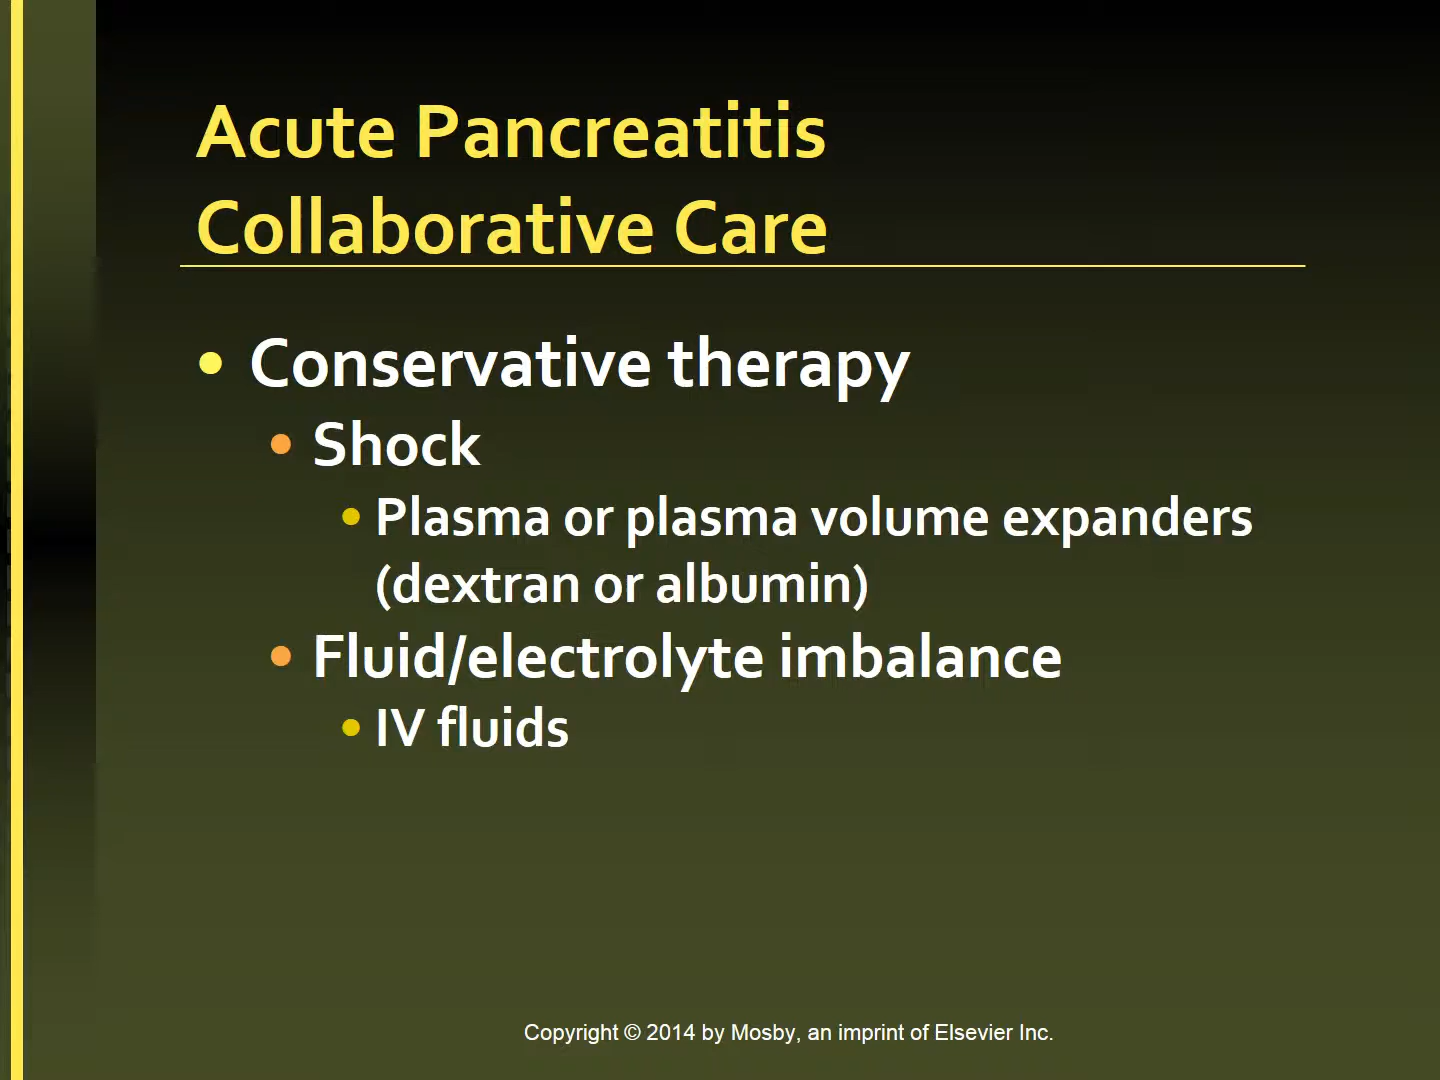 Acute Pancreatitis
Collaborative Care
• Conservative therapy
• Shock
• Plasma or plasma volume expanders
(dextran or albumin)
• Fluid/electrolyte imbalance
• IV fluids
Copyright © 2014 by Mosby, an imprint of Elsevier Inc.